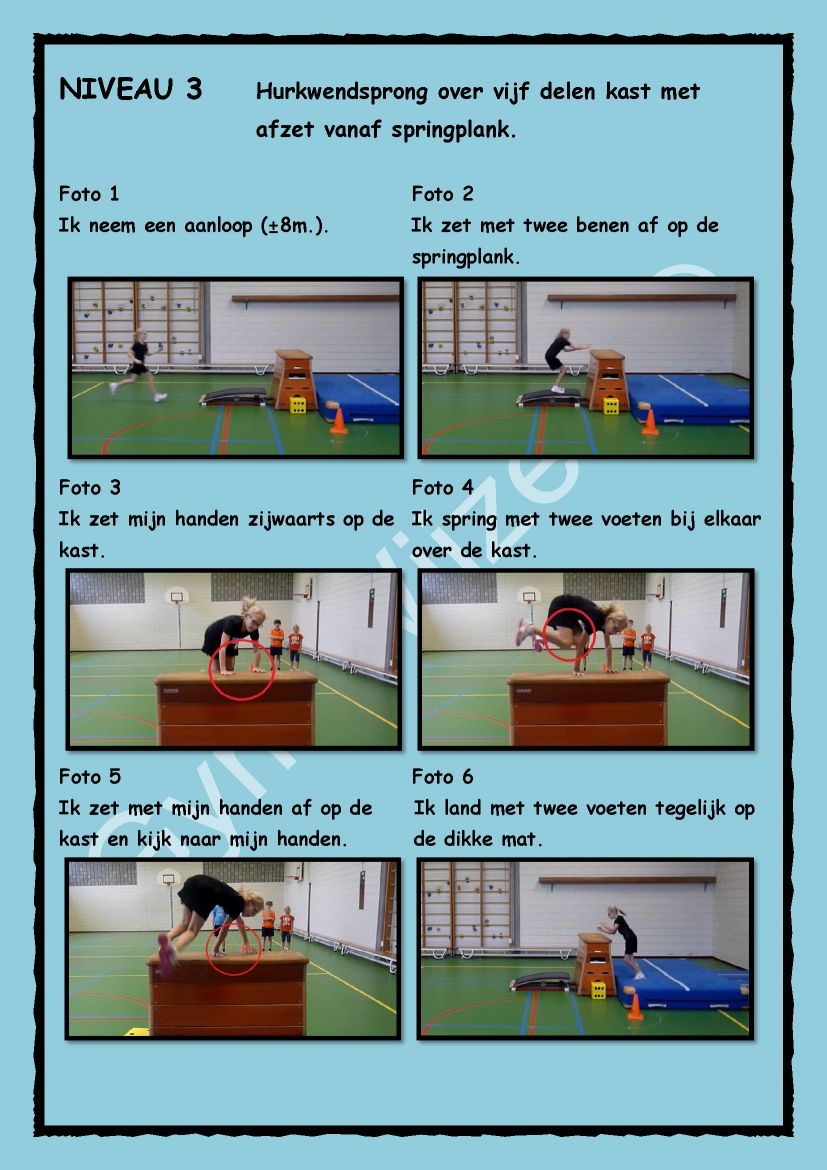 NIVEAU 3
Hurkwendsprong over vijf delen kast met
afzet vanaf springplank.
Foto 1
Ik neem een aanloop (±8m.).
Foto 2
Ik zet met twee benen af op de
springplank.
Foto 3
Ik zet mijn handen zijwaarts op de
kast.
Foto 4
Ik spring met twee voeten bij elkaar
over de kast.
Foto 5
Ik zet met mijn handen af op de
kast en kijk naar mijn handen.
Foto 6
Ik land met twee voeten tegelijk op
de dikke mat.